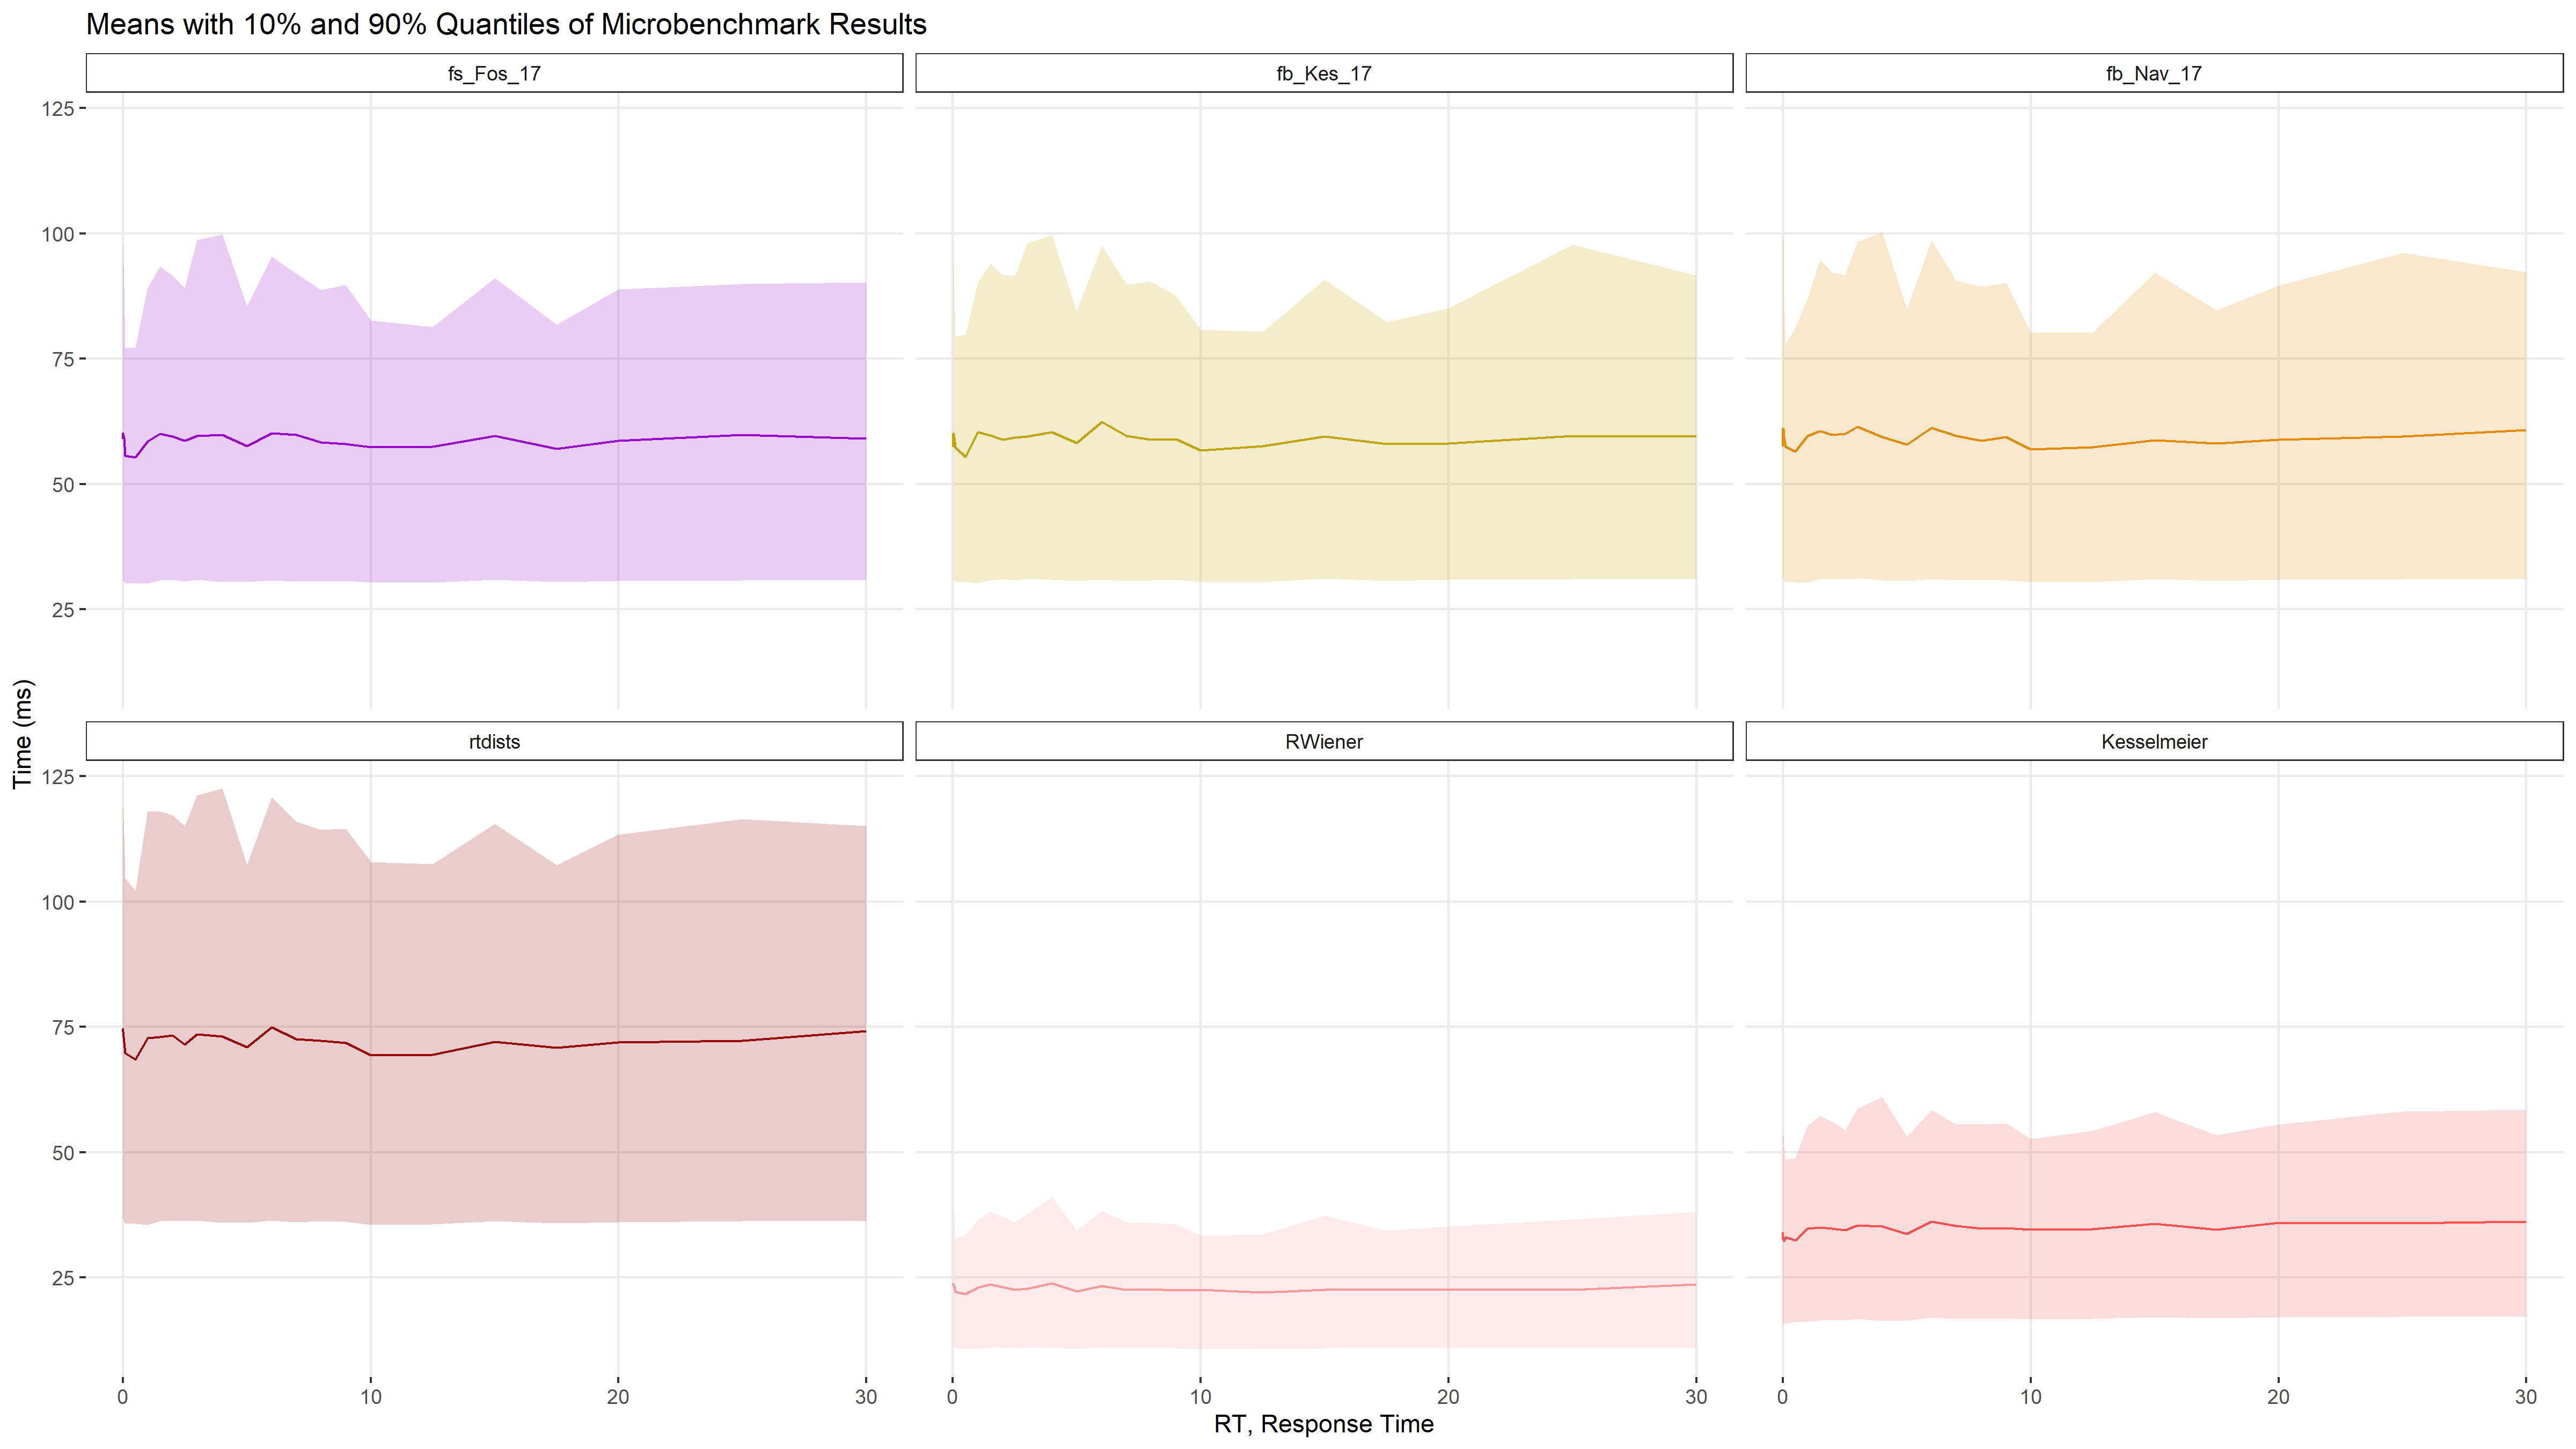 Means with 10% and 90% Quantiles of Microbenchmark Results
fs_Fos_17
fb_Kes_17
fb_Nav_17
125
100
75
50
25
Time (ms)
rtdists
RWiener
Kesselmeier
125
100
75
50
25
0 10 20 30
0 10 20 30
0 10 20 30
RT, Response Time